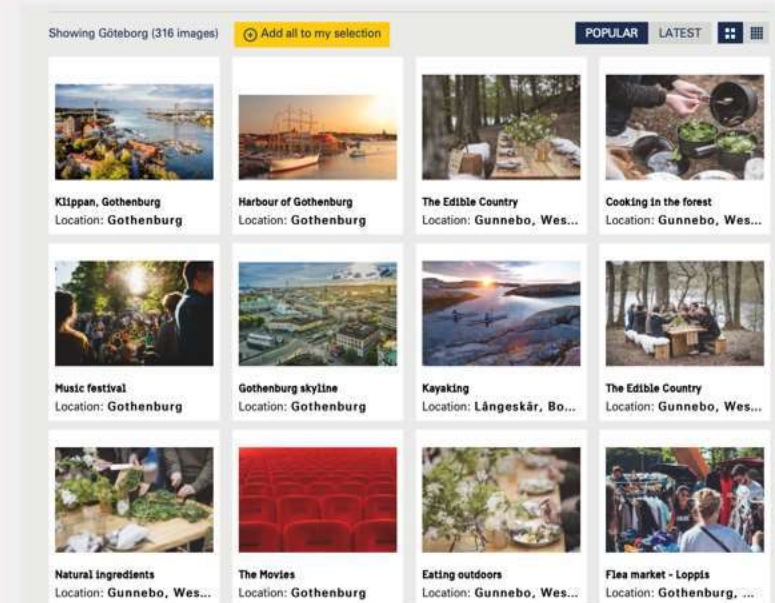 Showing Göteborg (316 images)
Add all to my selection
POPULAR LATEST
Klippan, Gothenburg
Location: Gothenburg
Harbour of Gothenburg
Location: Gothenburg
The Edible Country
Location: Gunnebo, Wes...
Cooking in the forest
Location: Gunnebo, Wes...
Music festival
Location: Gothenburg
Gothenburg skyline
Location: Gothenburg
Kayaking
Location: Långeskär, Bo...
The Edible Country
Location: Gunnebo, Wes...
Natural ingredients
Location: Gunnebo, Wes...
The Movies
Location: Gothenburg
Eating outdoors
Location: Gunnebo, Wes...
Flea market - Loppis
Location: Gothenburg, ...